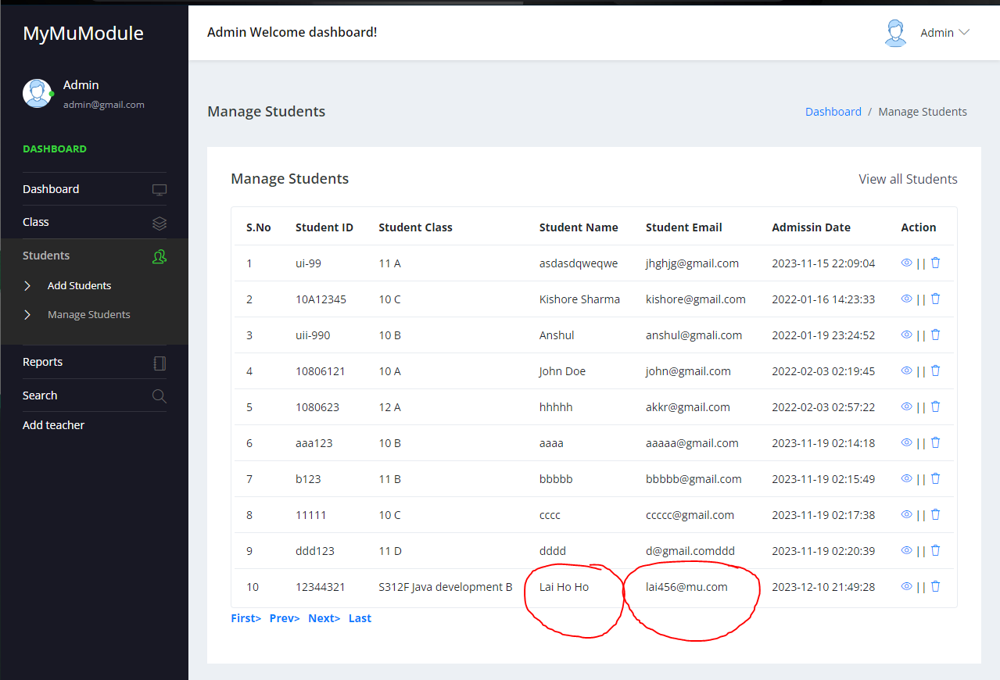 MyMuModule
Admin Welcome dashboard!
Admin
Admin
admin@gmail.com
DASHBOARD
Dashboard
Class
Students
Add Students
Manage Students
Reports
Search
Add teacher
Manage Students
Dashboard / Manage Students
Manage Students
View all Students
S.No Student ID Student Class Student Name Student Email Admissin Date Action
1 ui-99 11 A asdasdqweqwe jhghjg@gmail.com 2023-11-15 22:09:04 ||
2 10A12345 10 C Kishore Sharma kishore@gmail.com 2022-01-16 14:23:33 ||
3 uii-990 10 B Anshul anshul@gmali.com 2022-01-19 23:24:52 ||
4 10806121 10 A John Doe john@gmail.com 2022-02-03 02:19:45 ||
5 1080623 12 A hhhhh akkr@gmail.com 2022-02-03 02:57:22 ||
6 aaa123 10 B aaaa aaaaa@gmail.com 2023-11-19 02:14:18 ||
7 b123 11 B bbbbb bbbbb@gmail.com 2023-11-19 02:15:49 ||
8 11111 10 C cccc ccccc@gmail.com 2023-11-19 02:17:38 ||
9 ddd123 11 D dddd d@gmail.comddd 2023-11-19 02:20:39 ||
10 12344321 S312F Java development B Lai Ho Ho lai456@mu.com 2023-12-10 21:49:28 ||
First> Prev> Next> Last